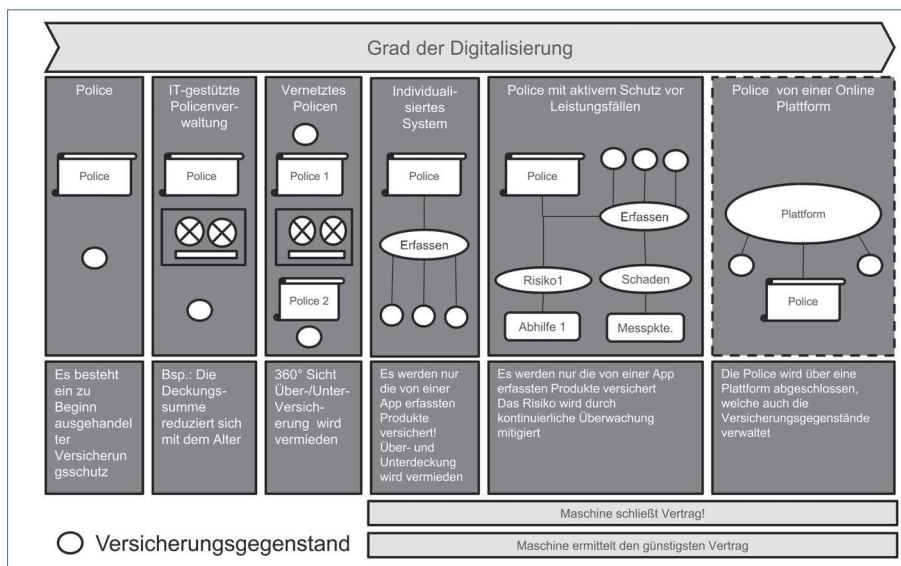 Grad der Digitalisierung
Police
Police
Es besteht
ein zu
Beginn
ausgehandel
ter
Versicherun
gsschutz
IT-gestützte
Policenver-
waltung
Police
Bsp.: Die
Deckungs-
summe
reduziert sich
mit dem Alter
Vernetztes
Policen
Police 1
Police 2
360° Sicht
Über-/Unter-
Versich-
erung wird
vermieden
Individuali-
siertes
System
Police
Erfassen
Es werden nur
die von einer
App erfassten
Produkte
versichert!
Über- und
Unterdeckung
wird vermieden
Police mit aktivem Schutz vor
Leistungsfällen
Police
Erfassen
Risiko1
Schaden
Abhilfe 1
Messpkte.
Es werden nur die von einer App
erfassten Produkte versichert
Das Risiko wird durch
kontinuierliche Überwachung
mitigiert
Police von einer Online
Plattform
Plattform
Police
Die Police wird über eine
Plattform abgeschlossen,
welche auch die
Versicherungsgegenstände
verwaltet
Maschine schließt Vertrag!
Maschine ermittelt den günstigsten Vertrag
Versicherungsgegenstand